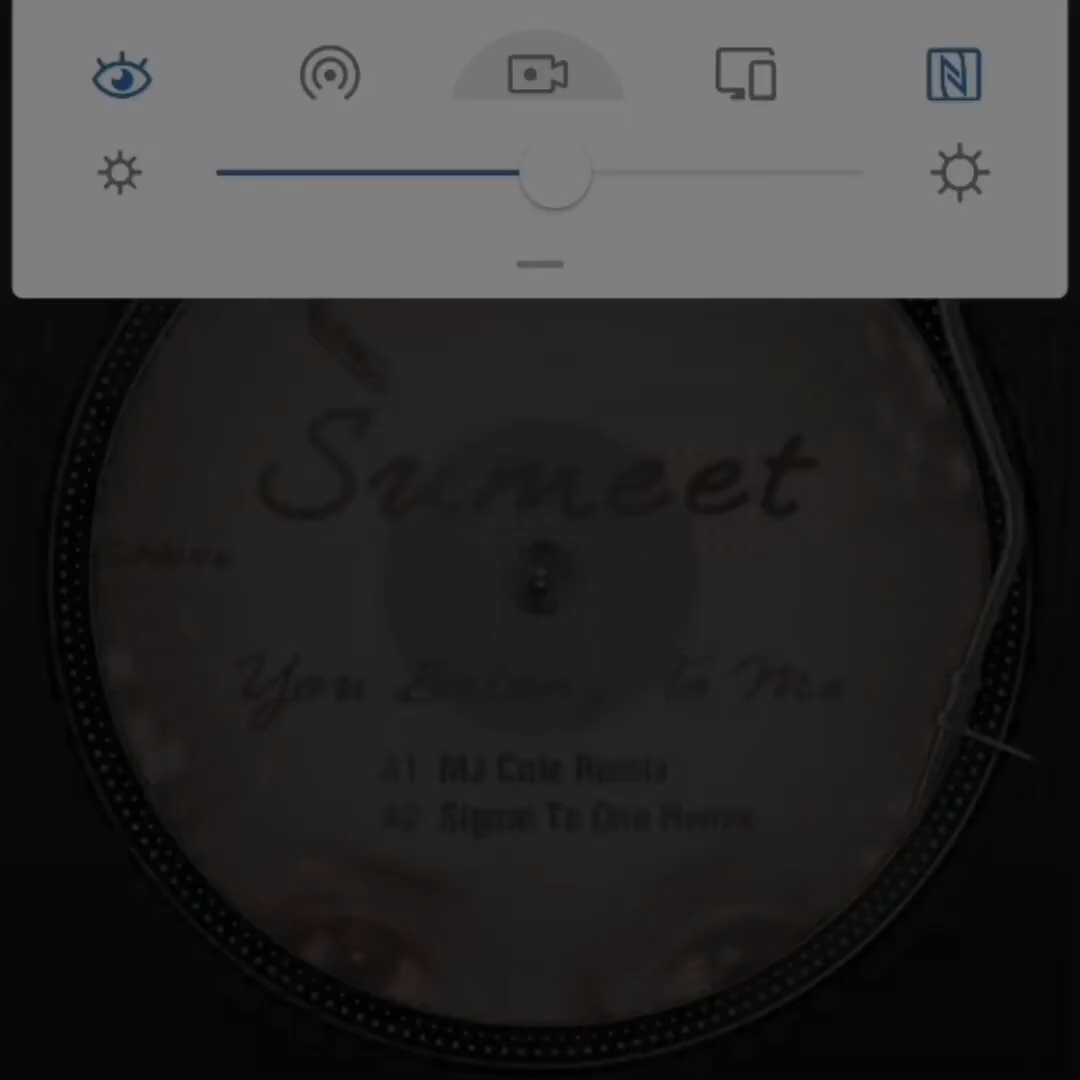 Sumeet
You Belong To Me
A1 MJ Cole Remix
A2 Signal To One Remix